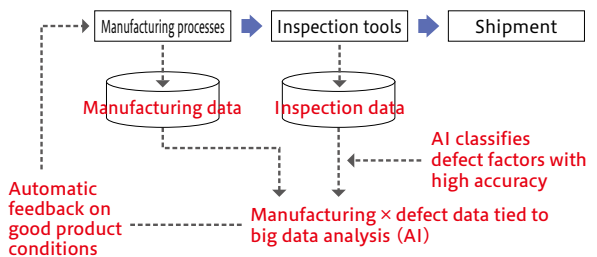 Manufacturing processes
Inspection tools
Shipment
Manufacturing data
Inspection data
AI classifies
defect factors with
high accuracy
Automatic
feedback on
good product
conditions
Manufacturing × defect data tied to
big data analysis (AI)